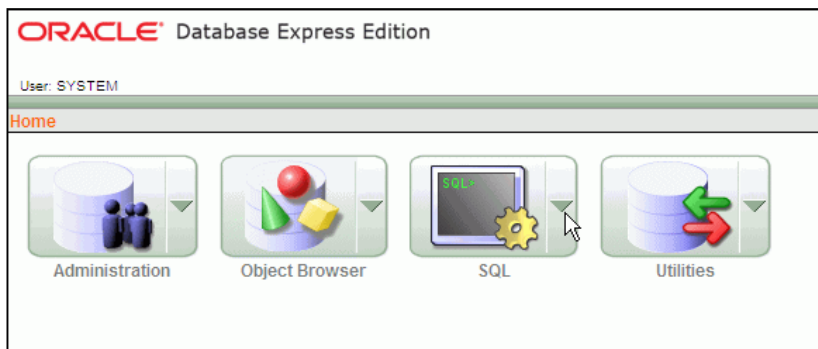 ORACLE® Database Express Edition
User: SYSTEM
Home
SQL>
Administration
Object Browser
SQL
Utilities